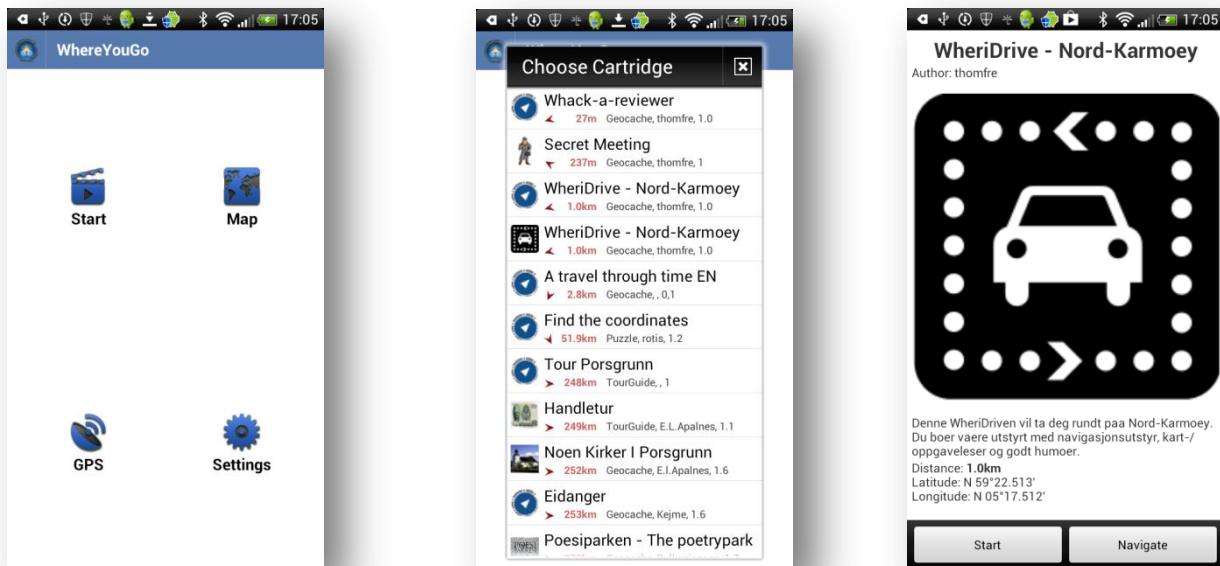 17:05
WhereYouGo
Start
Map
GPS
Settings
17:05
Choose Cartridge
Whack-a-reviewer
27m Geocache, thomfre, 1.0
Secret Meeting
237m Geocache, thomfre, 1
WheriDrive - Nord-Karmoey
1.0km Geocache, thomfre, 1.0
WheriDrive - Nord-Karmoey
1.0km Geocache, thomfre, 1.0
A travel through time EN
2.8km Geocache, , 0,1
Find the coordinates
51.9km Puzzle, rotis, 1.2
Tour Porsgrunn
248km TourGuide, , 1
Handletur
249km TourGuide, E.L.Apalnes, 1.1
Noen Kirker I Porsgrunn
252km Geocache, E.l.Apalnes, 1.6
Eidanger
253km Geocache, Kejme, 1.6
Poesiparken - The poetrypark
17:05
WheriDrive - Nord-Karmoey
Author: thomfre
Denne WheriDriven vil ta deg rundt paa Nord-Karmoey.
Du boer vaere utstyrt med navigasjonsutstyr, kart-/
oppgaveleser og godt humoer.
Distance: 1.0km
Latitude: N 59°22.513'
Longitude: N 05°17.512'
Start
Navigate